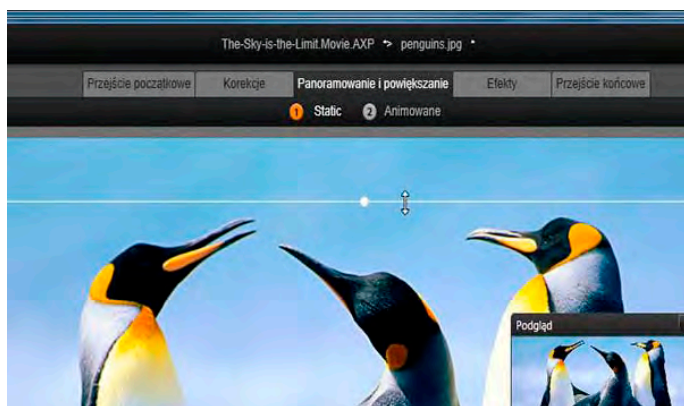 The-Sky-is-the-Limit.Movie.AXP penguins.jpg
Przejście początkowe Korekcje Panoramowanie i powiększanie Efekty Przejście końcowe
1 Static 2 Animowane
Podgląd